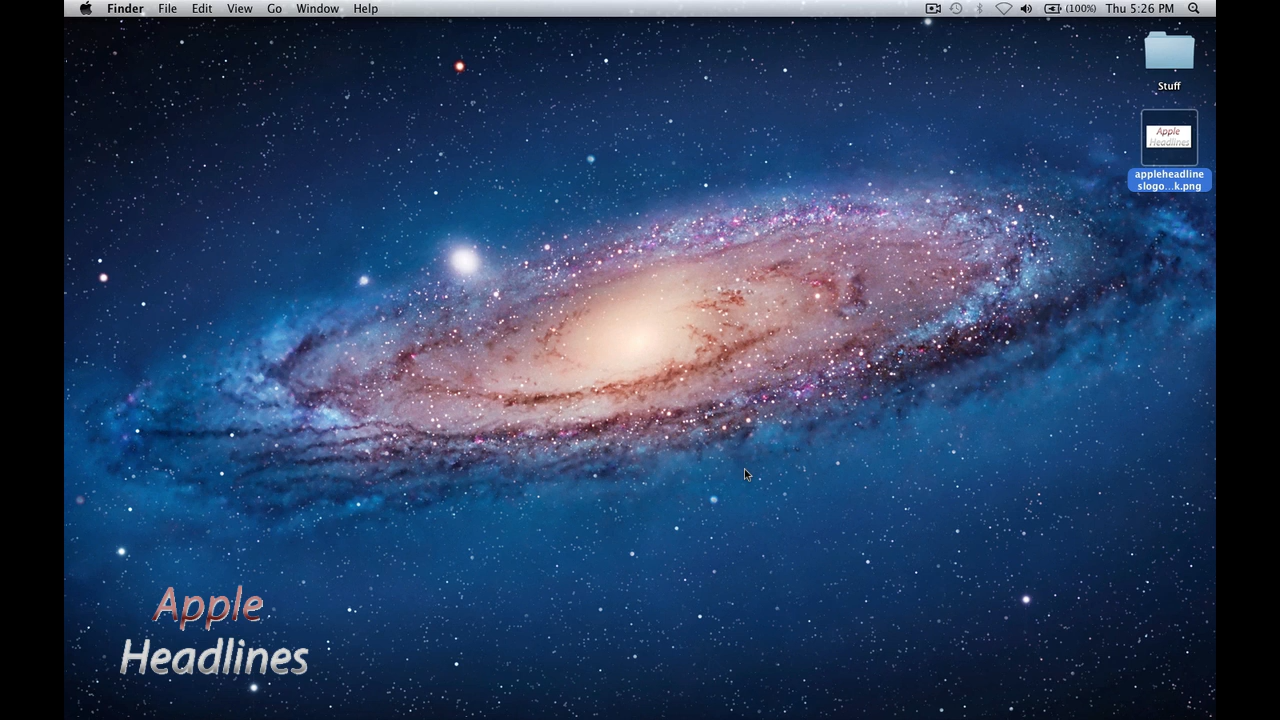 Finder File Edit View Go Window Help (100%) Thu 5:26 PM
Stuff
Apple
Headlines
appleheadline
slogo...k.png
Apple
Headlines